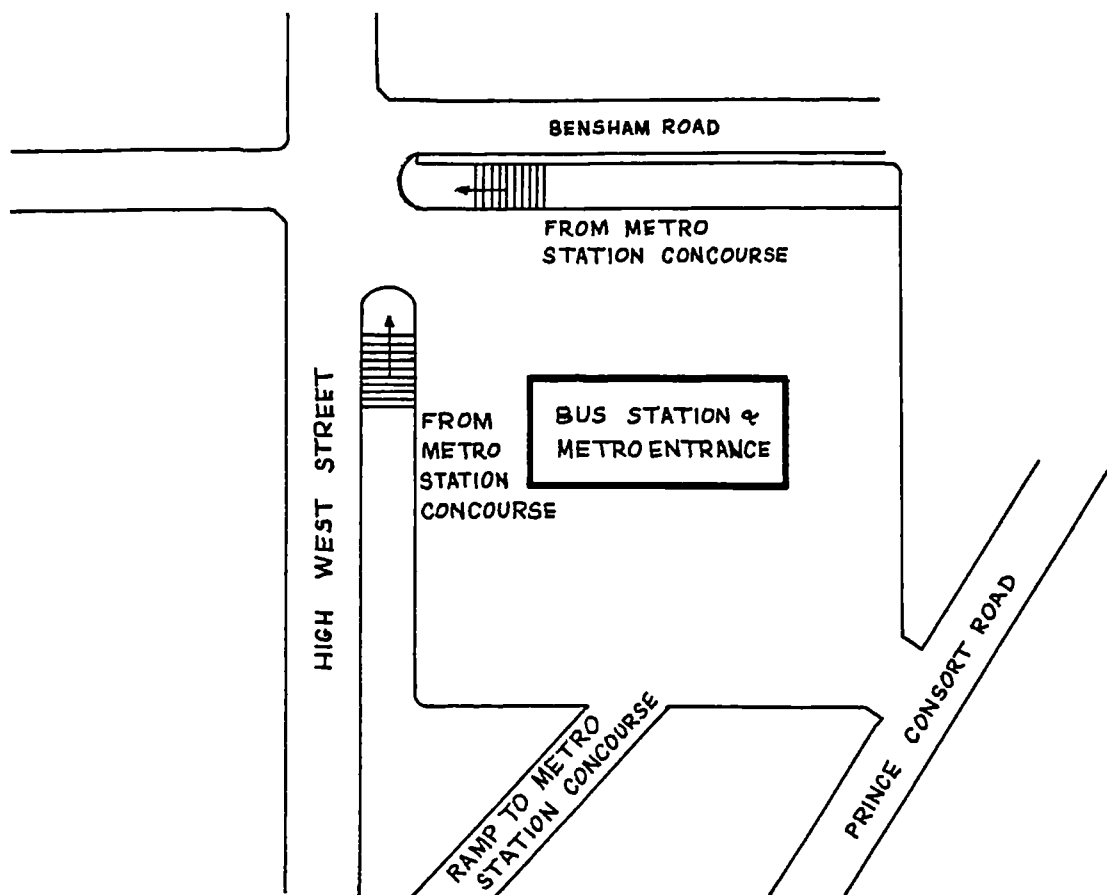 BENSHAM ROAD
FROM METRO
STATION CONCOURSE
HIGH WEST STREET
FROM
METRO
STATION
CONCOURSE
BUS STATION &
METRO ENTRANCE
PRINCE CONSORT ROAD
RAMP TO METRO
STATION CONCOURSE